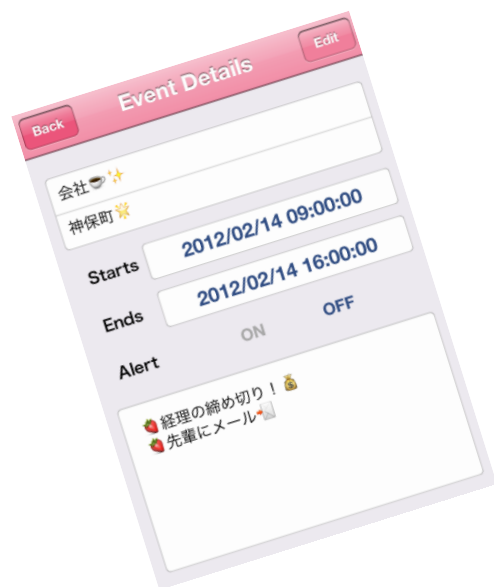 Back Event Details Edit
会社☕✨
神保町🌟
Starts 2012/02/14 09:00:00
Ends 2012/02/14 16:00:00
Alert ON OFF
🍓経理の締め切り！💰
🍓先輩にメール📩